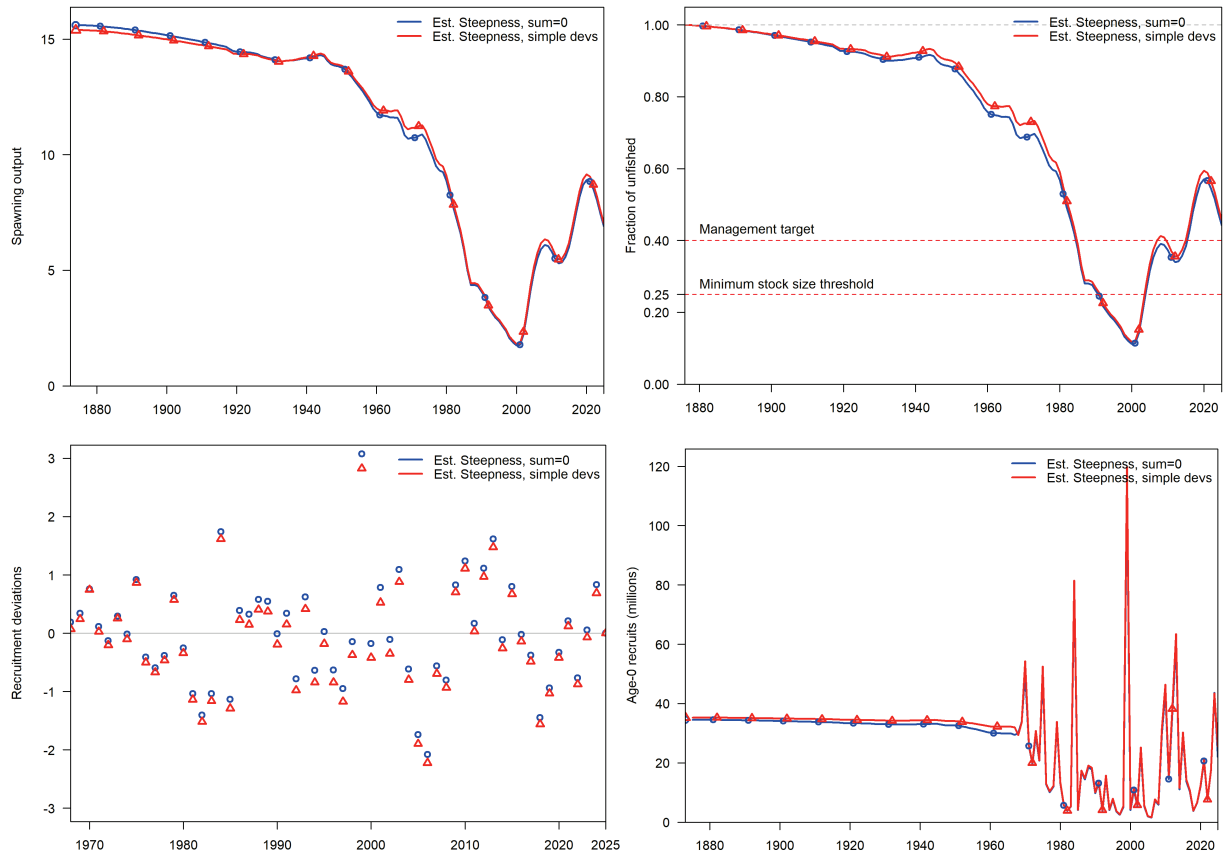 Est. Steepness, sum=0
Est. Steepness, simple devs
Spawning output
15
10
5
0
1880 1900 1920 1940 1960 1980 2000 2020
Est. Steepness, sum=0
Est. Steepness, simple devs
Fraction of unfished
1.00
0.80
0.60
0.40
0.25
0.20
0.00
Management target
Minimum stock size threshold
1880 1900 1920 1940 1960 1980 2000 2020
Est. Steepness, sum=0
Est. Steepness, simple devs
Recruitment deviations
3
2
1
0
-1
-2
-3
1970 1980 1990 2000 2010 2020 2025
Est. Steepness, sum=0
Est. Steepness, simple devs
Age-0 recruits (millions)
120
100
80
60
40
20
0
1880 1900 1920 1940 1960 1980 2000 2020